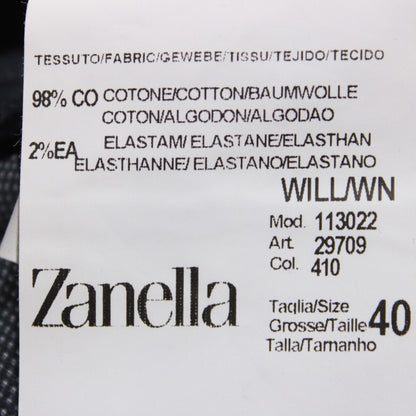 TESSUTO/FABRIC/GEWEBE/TISSU/TEJIDO/TECIDO
98% CO COTONE/COTTON/BAUMWOLLE
COTON/ALGODON/ALGODAO
2%EA ELASTAM/ELASTANE/ELASTHAN
ELASTHANNE/ELASTANO/ELASTANO
WILL/WN
Mod. 113022
Art. 29709
Col. 410
Zanella
Taglia/Size
Grosse/Taille 40
Talla/Tamanho